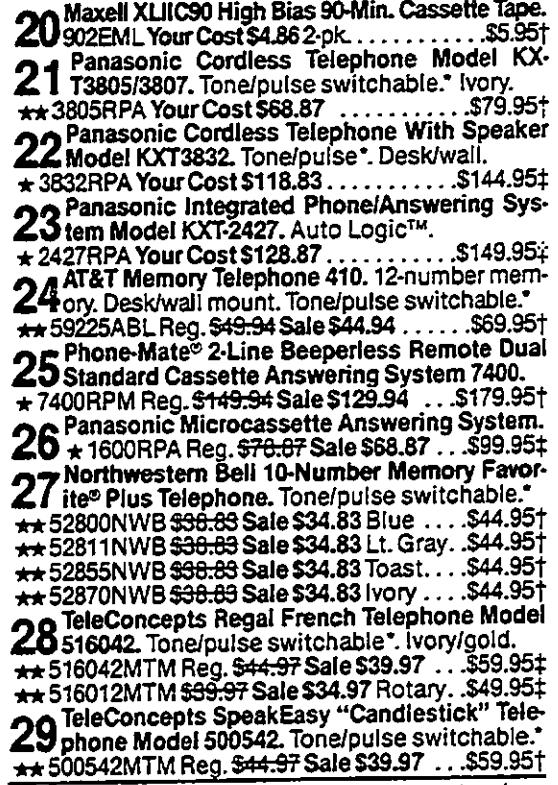 20 Maxell XLIIC90 High Bias 90-Min. Cassette Tape.
902EML Your Cost $4.86 2-pk. ...........$5.95†
21 Panasonic Cordless Telephone Model KX-
T3805/3807. Tone/pulse switchable.* Ivory.
★★3805RPA Your Cost $68.87 ...........$79.95†
22 Panasonic Cordless Telephone With Speaker
Model KXT3832. Tone/pulse*. Desk/wall.
★3832RPA Your Cost $118.83...........$144.95‡
23 Panasonic Integrated Phone/Answering Sys-
tem Model KXT-2427. Auto Logic™.
★2427RPA Your Cost $128.87...........$149.95‡
24 AT&T Memory Telephone 410. 12-number mem-
ory. Desk/wall mount. Tone/pulse switchable.*
★★59225ABL Reg. $49.94 Sale $44.94 ......$69.95†
25 Phone-Mate® 2-Line Beeperless Remote Dual
Standard Cassette Answering System 7400.
★7400RPM Reg. $149.94 Sale $129.94 ...$179.95†
26 Panasonic Microcassette Answering System.
★1600RPA Reg. $78.87 Sale $68.87 ...$99.95‡
27 Northwestern Bell 10-Number Memory Favor-
ite® Plus Telephone. Tone/pulse switchable.*
★★52800NWB $38.83 Sale $34.83 Blue ....$44.95†
★★52811NWB $38.83 Sale $34.83 Lt. Gray. .$44.95†
★★52855NWB $38.83 Sale $34.83 Toast....$44.95†
★★52870NWB $38.83 Sale $34.83 Ivory ....$44.95†
28 TeleConcepts Regal French Telephone Model
516042. Tone/pulse switchable*. Ivory/gold.
★★516042MTM Reg. $44.97 Sale $39.97 ...$59.95‡
★★516012MTM $39.97 Sale $34.97 Rotary. .$49.95‡
29 TeleConcepts SpeakEasy “Candlestick” Tele-
phone Model 500542. Tone/pulse switchable.*
★★500542MTM Reg. $44.97 Sale $39.97 ...$59.95†